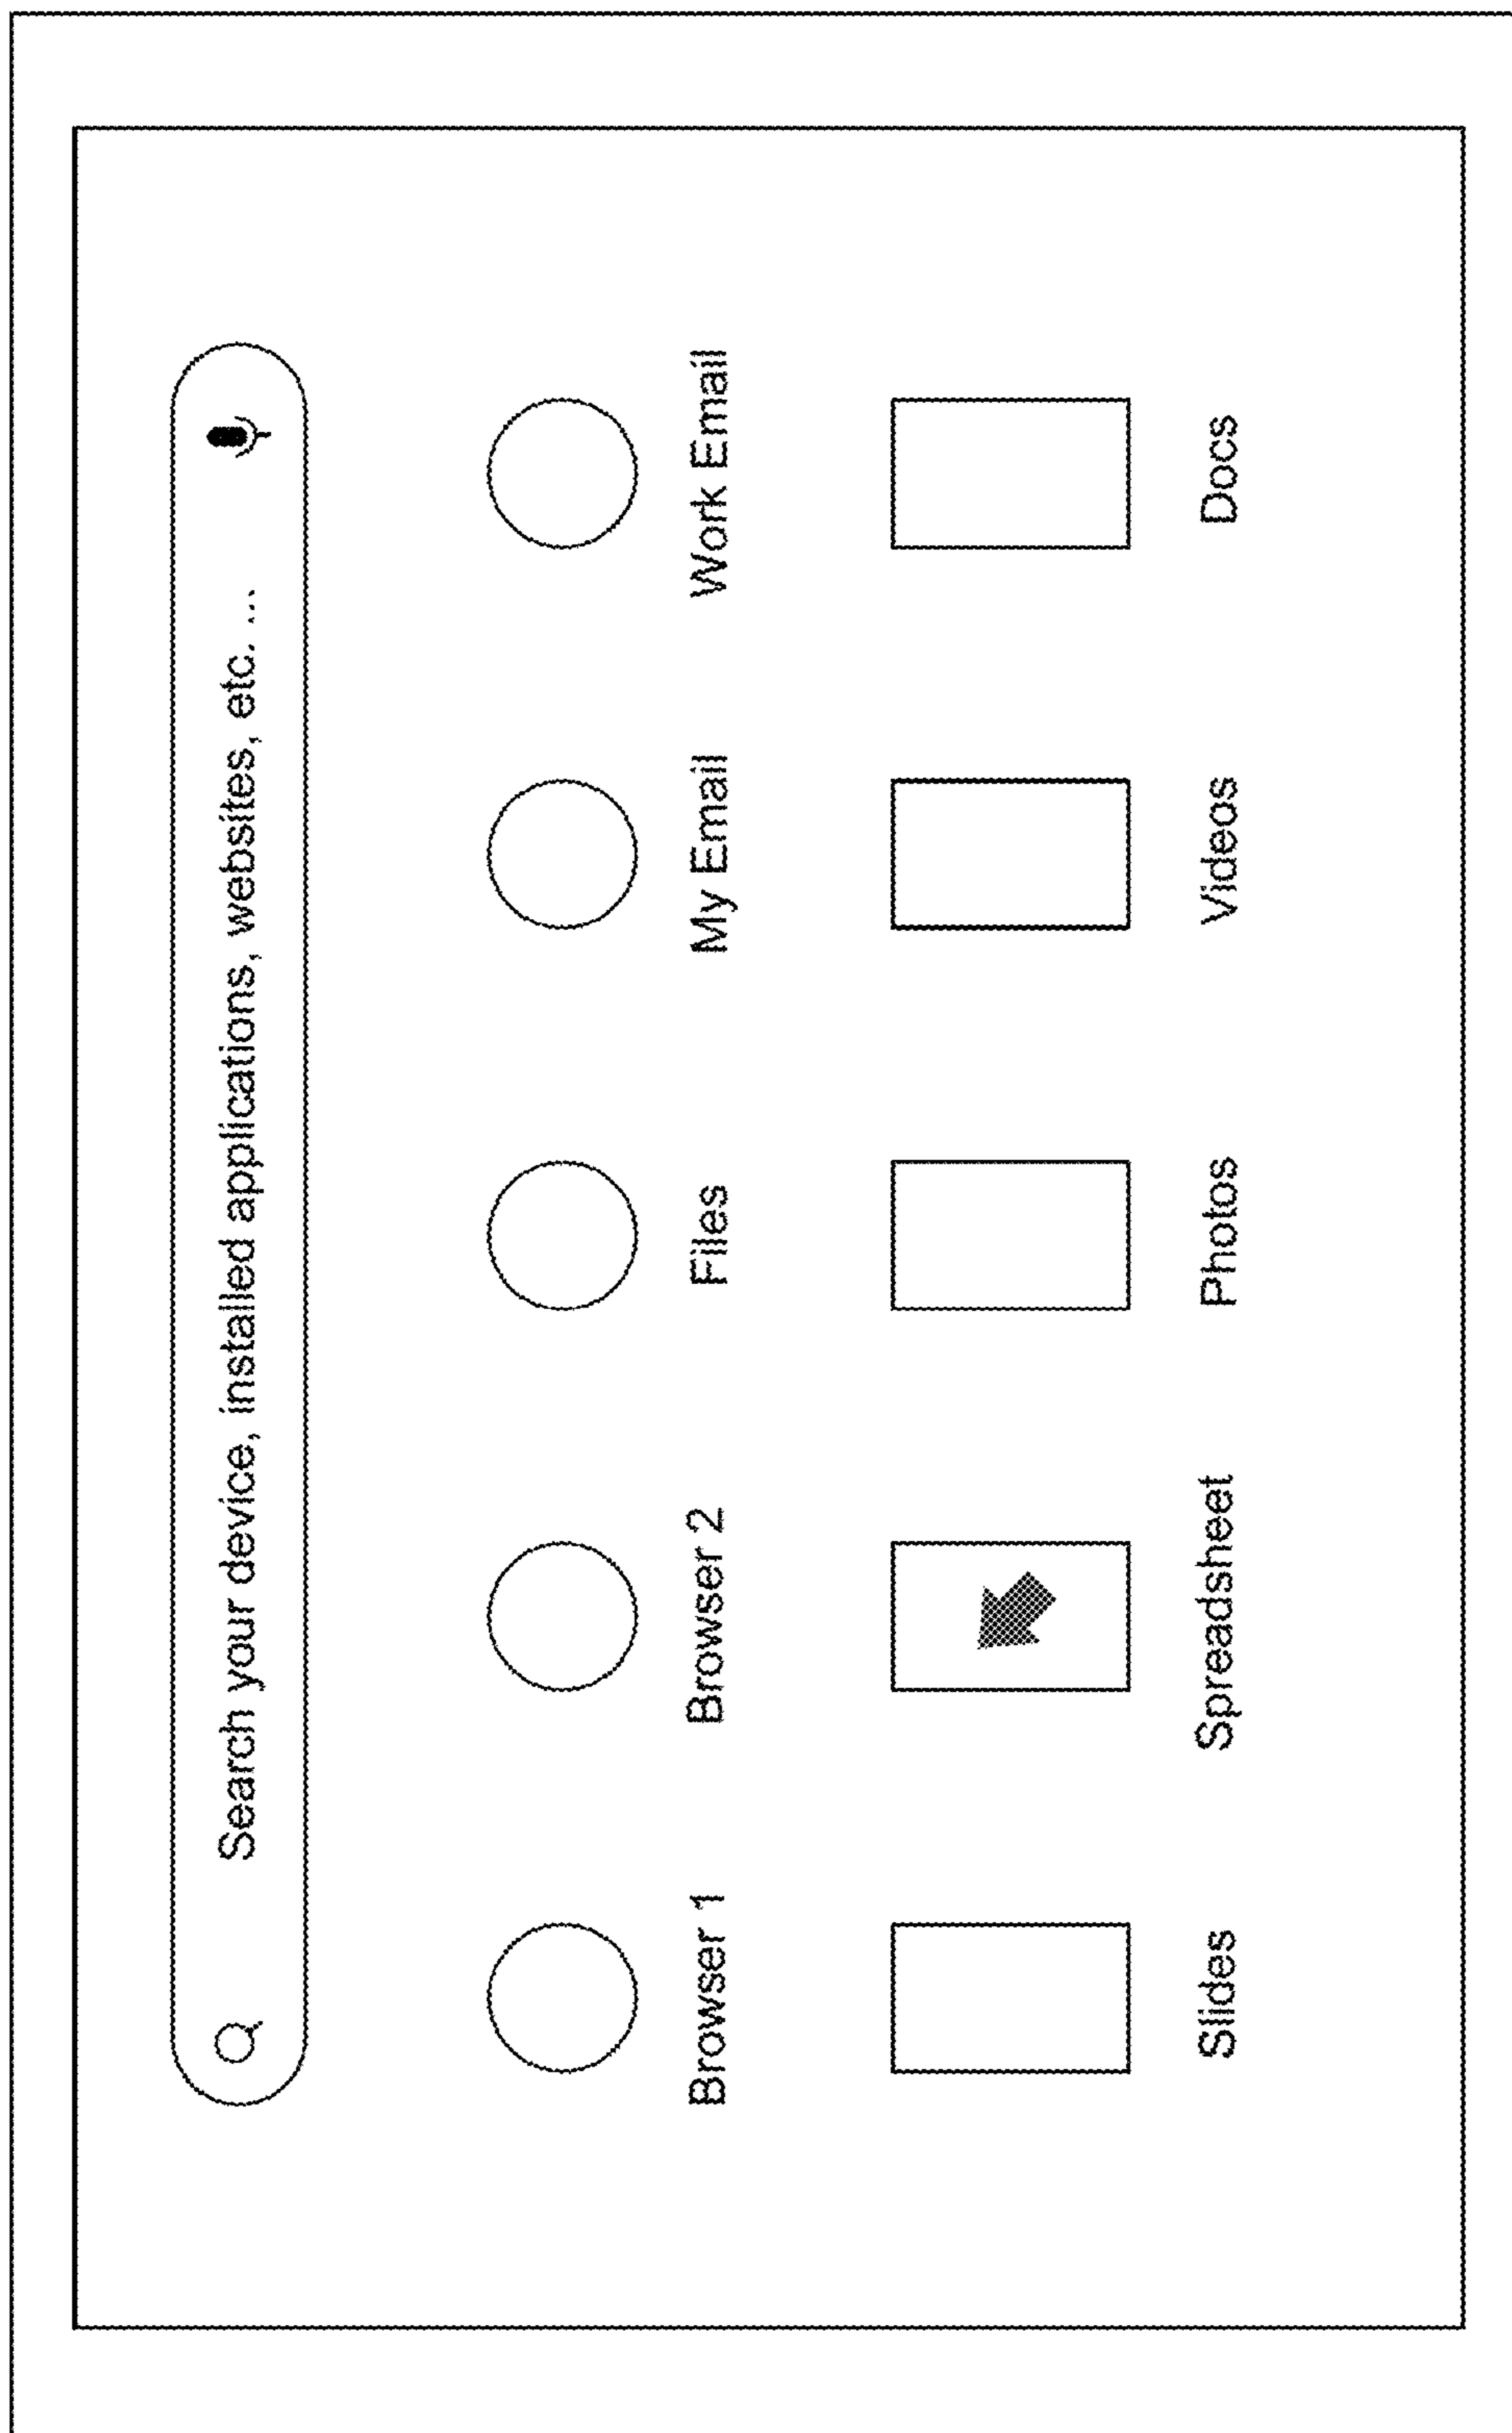 Search your device, installed applications, websites, etc. ...
Browser 1
Browser 2
Files
My Email
Work Email
Slides
Spreadsheet
Photos
Videos
Docs